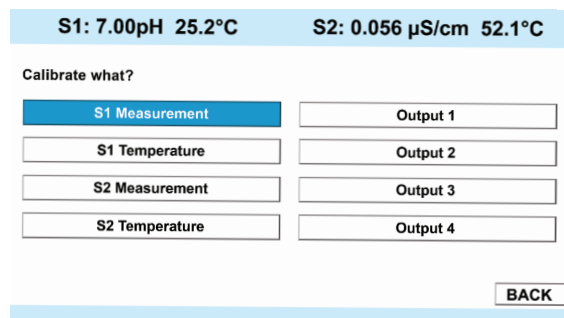 S1: 7.00pH 25.2°C S2: 0.056 µS/cm 52.1°C
Calibrate what?
S1 Measurement Output 1
S1 Temperature Output 2
S2 Measurement Output 3
S2 Temperature Output 4
BACK